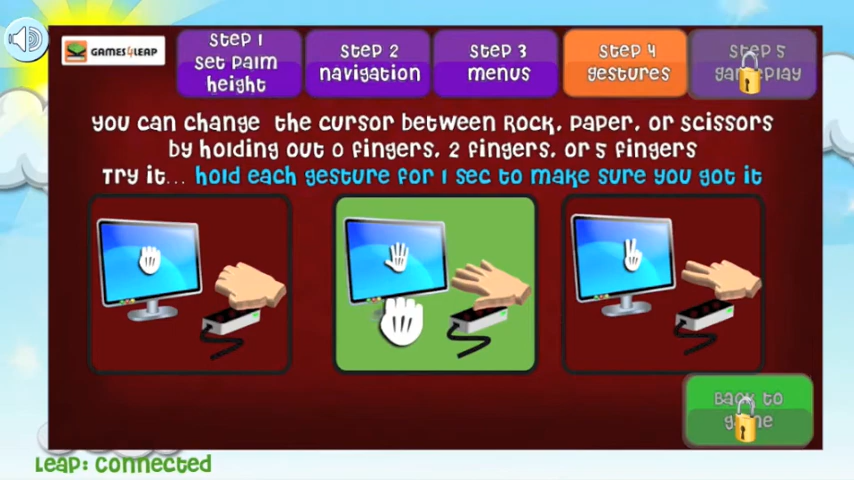 GAMES4LEAP
Step 1
set palm
height
Step 2
navigation
Step 3
menus
Step 4
gestures
Step 5
gameplay
you can change the cursor between Rock, Paper, or Scissors
by holding out 0 fingers, 2 fingers, or 5 fingers
Try it... hold each gesture for 1 sec to make sure you got it
Back to
game
Leap: Connected